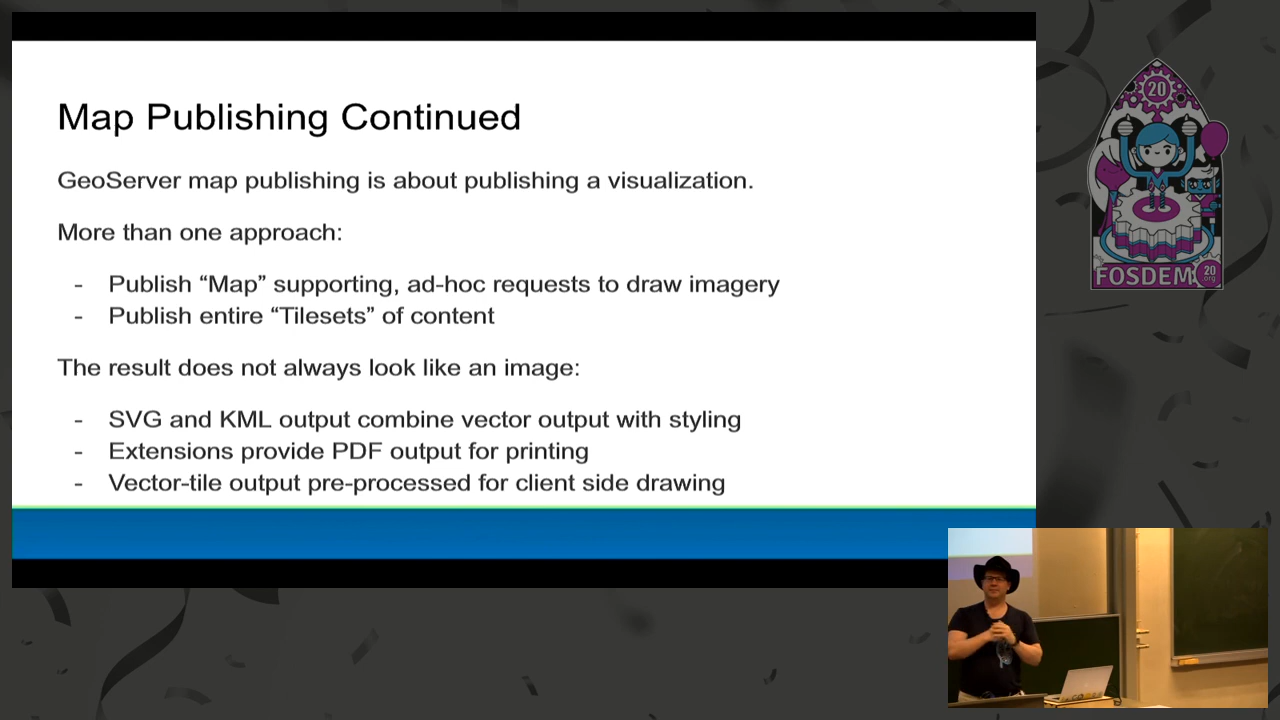 Map Publishing Continued
GeoServer map publishing is about publishing a visualization.
More than one approach:
- Publish “Map” supporting, ad-hoc requests to draw imagery
- Publish entire “Tilesets” of content
The result does not always look like an image:
- SVG and KML output combine vector output with styling
- Extensions provide PDF output for printing
- Vector-tile output pre-processed for client side drawing
20
FOSDEM 20
.org